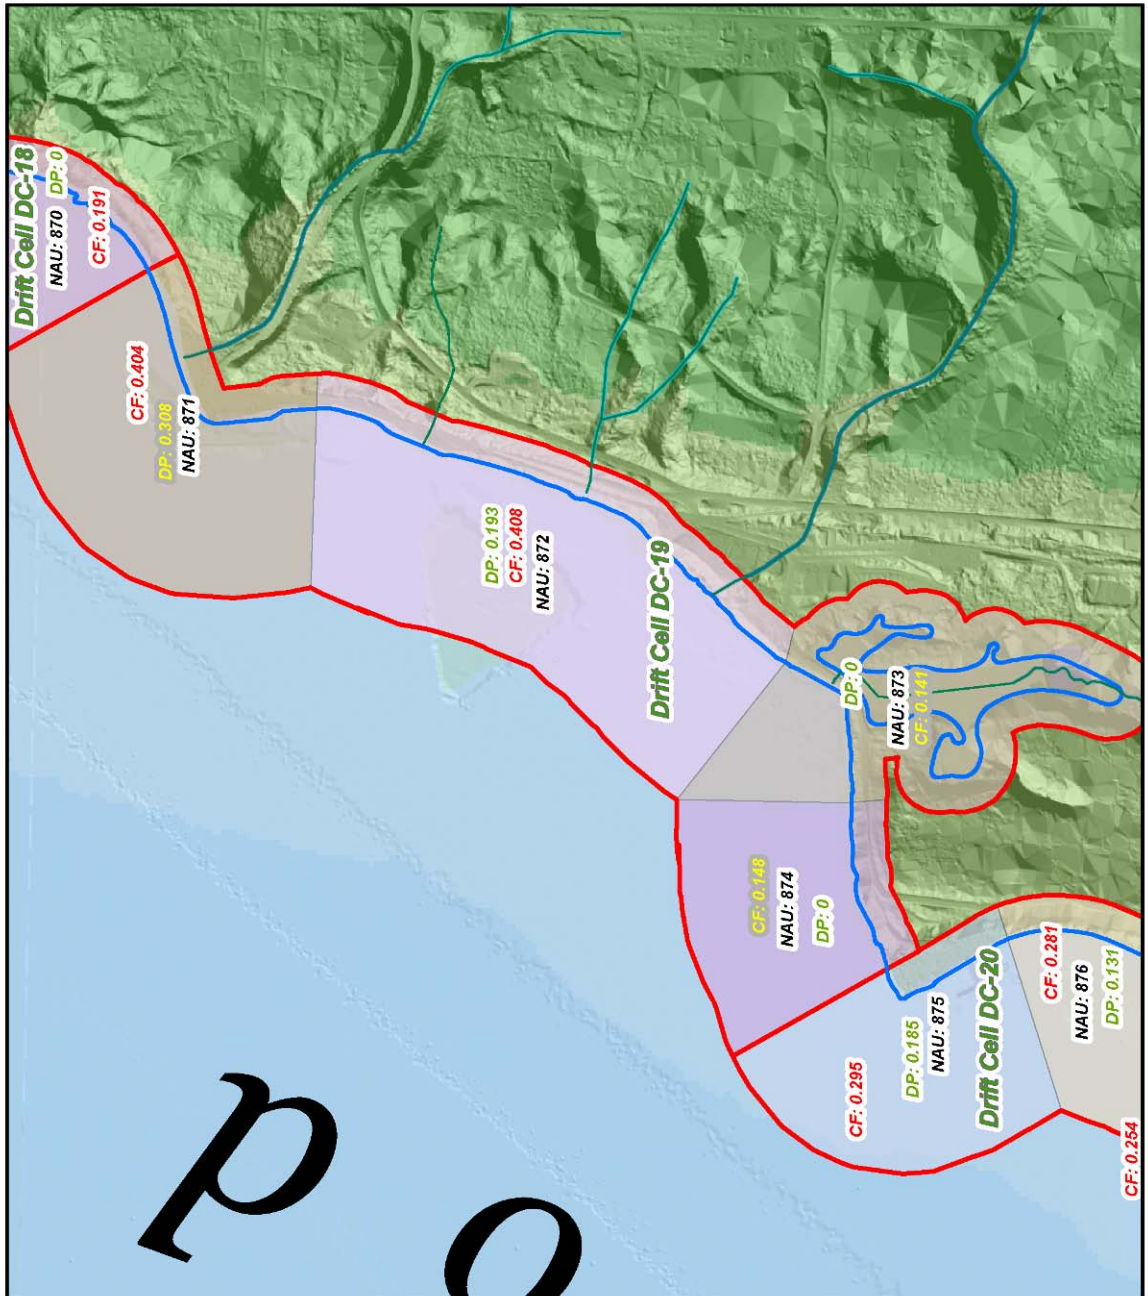 Drift Cell DC-18
NAU: 870
DP: 0
CF: 0.191
CF: 0.404
DP: 0.308
NAU: 871
DP: 0.193
CF: 0.408
NAU: 872
Drift Cell DC-19
DP: 0
NAU: 873
CF: 0.141
CF: 0.148
NAU: 874
DP: 0
CF: 0.295
DP: 0.185
NAU: 875
Drift Cell DC-20
CF: 0.281
NAU: 876
DP: 0.131
CF: 0.254
p
o